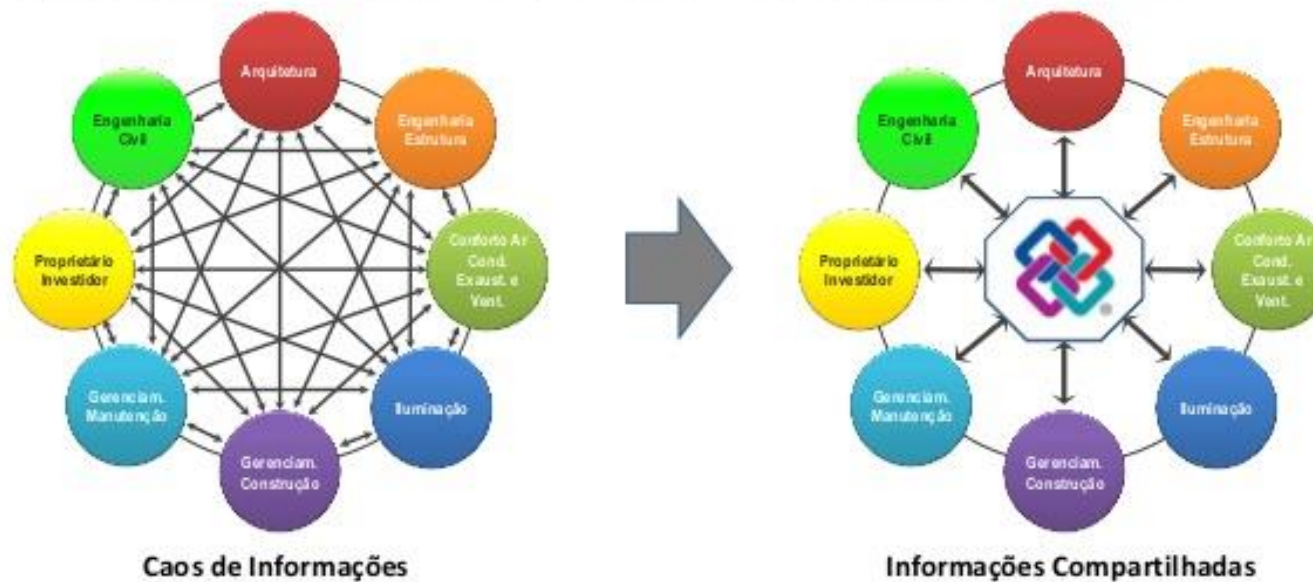 Arquitetura
Engenharia
Civil
Engenharia
Estrutura
Proprietário
Investidor
Conforto Ar
Cond.
Exaust. e
Vent.
Gerenciam.
Manutenção
Iluminação
Gerenciam.
Construção
Caos de Informações
Arquitetura
Engenharia
Civil
Engenharia
Estrutura
Proprietário
Investidor
Conforto Ar
Cond.
Exaust. e
Vent.
Gerenciam.
Manutenção
Iluminação
Gerenciam.
Construção
Informações Compartilhadas